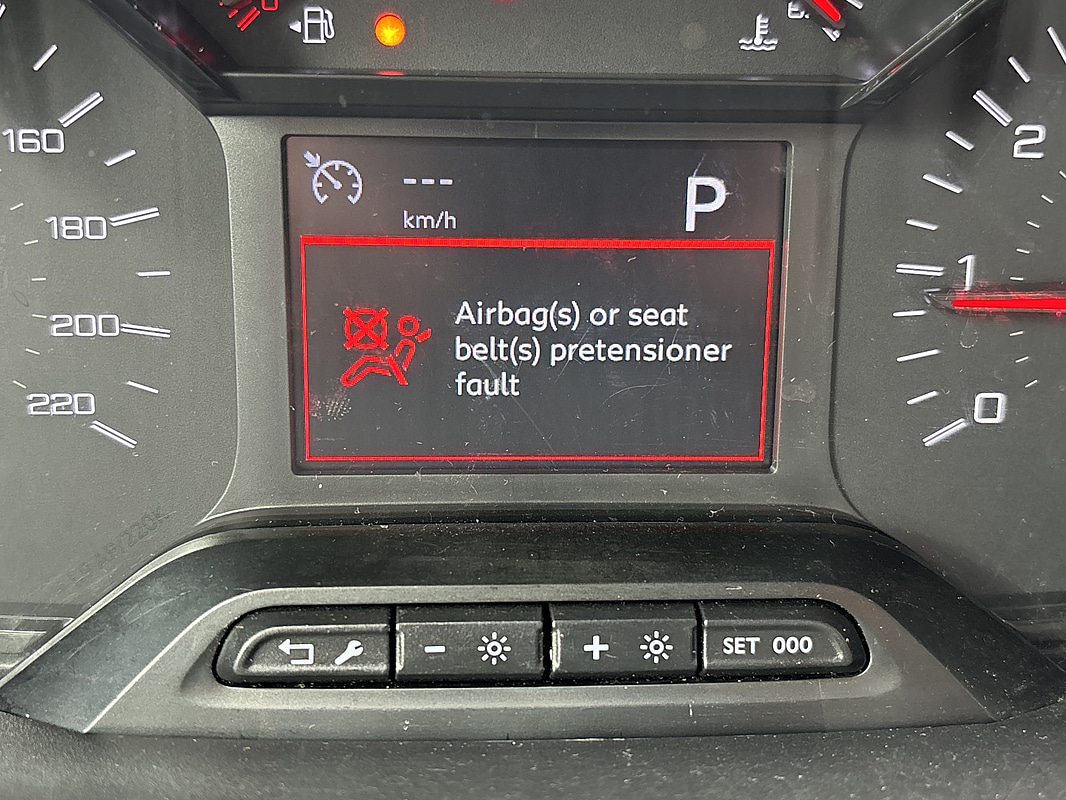 160
180
200
220
2
1
0
---
km/h
P
Airbag(s) or seat
belt(s) pretensioner
fault
- +
SET 000